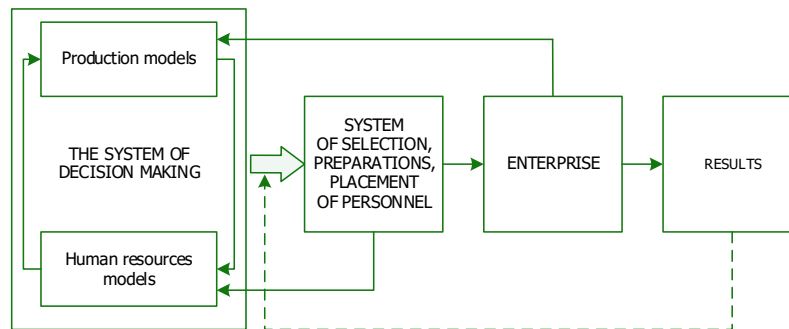 Production models
THE SYSTEM OF
DECISION MAKING
Human resources
models
SYSTEM
OF SELECTION,
PREPARATIONS,
PLACEMENT
OF PERSONNEL
ENTERPRISE
RESULTS